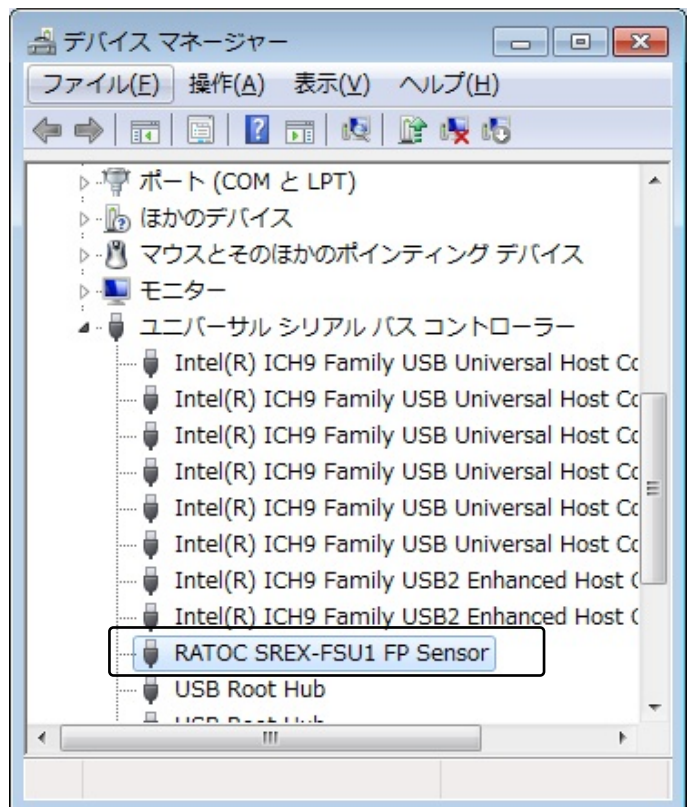 デバイス マネージャー
ファイル(F) 操作(A) 表示(V) ヘルプ(H)
ポート (COM と LPT)
ほかのデバイス
マウスとそのほかのポインティング デバイス
モニター
ユニバーサル シリアル バス コントローラー
Intel(R) ICH9 Family USB Universal Host Co
Intel(R) ICH9 Family USB Universal Host Co
Intel(R) ICH9 Family USB Universal Host Co
Intel(R) ICH9 Family USB Universal Host Co
Intel(R) ICH9 Family USB Universal Host Co
Intel(R) ICH9 Family USB Universal Host Co
Intel(R) ICH9 Family USB2 Enhanced Host
Intel(R) ICH9 Family USB2 Enhanced Host
RATOC SREX-FSU1 FP Sensor
USB Root Hub
USB Root Hub